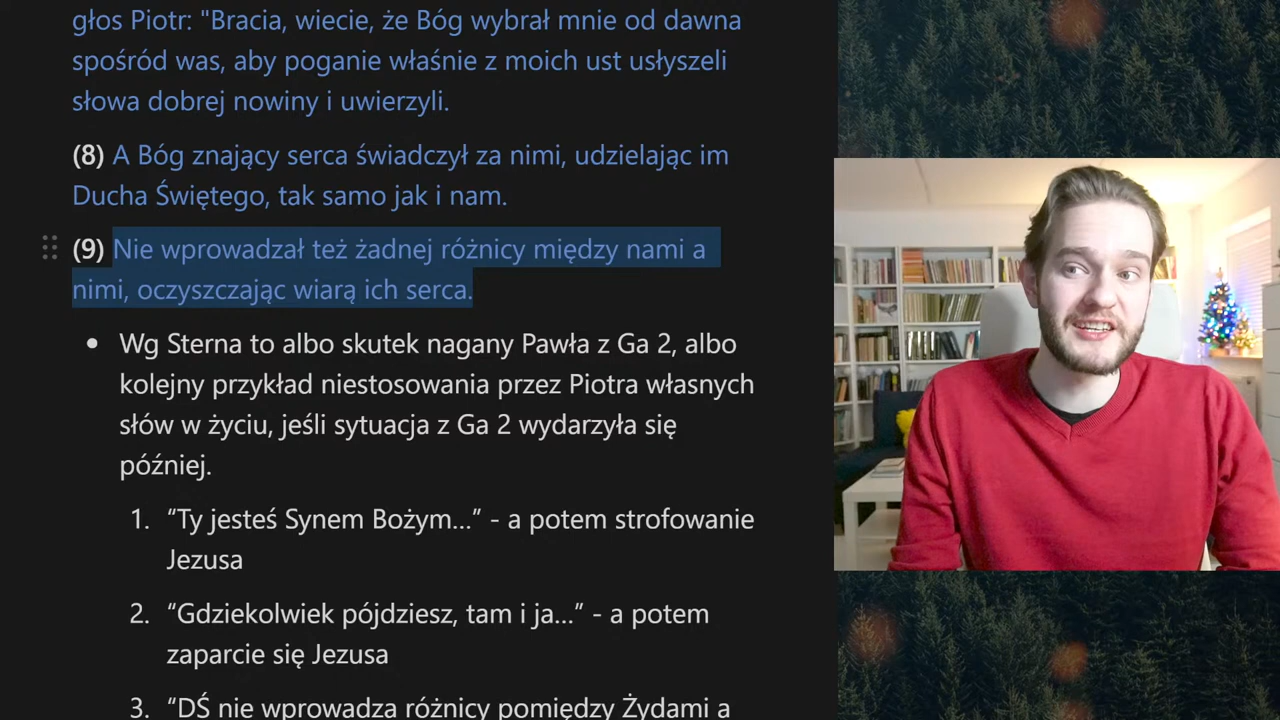 głos Piotr: "Bracia, wiecie, że Bóg wybrał mnie od dawna
spośród was, aby poganie właśnie z moich ust usłyszeli
słowa dobrej nowiny i uwierzyli.
(8) A Bóg znający serca świadczył za nimi, udzielając im
Ducha Świętego, tak samo jak i nam.
(9) Nie wprowadzał też żadnej różnicy między nami a
nimi, oczyszczając wiarą ich serca.
• Wg Sterna to albo skutek nagany Pawła z Ga 2, albo
kolejny przykład niestosowania przez Piotra własnych
słów w życiu, jeśli sytuacja z Ga 2 wydarzyła się
później.
1. “Ty jesteś Synem Bożym…” - a potem strofowanie
Jezusa
2. “Gdziekolwiek pójdziesz, tam i ja…” - a potem
zaparcie się Jezusa
3. “DŚ nie wprowadza różnicy pomiędzy Żydami a